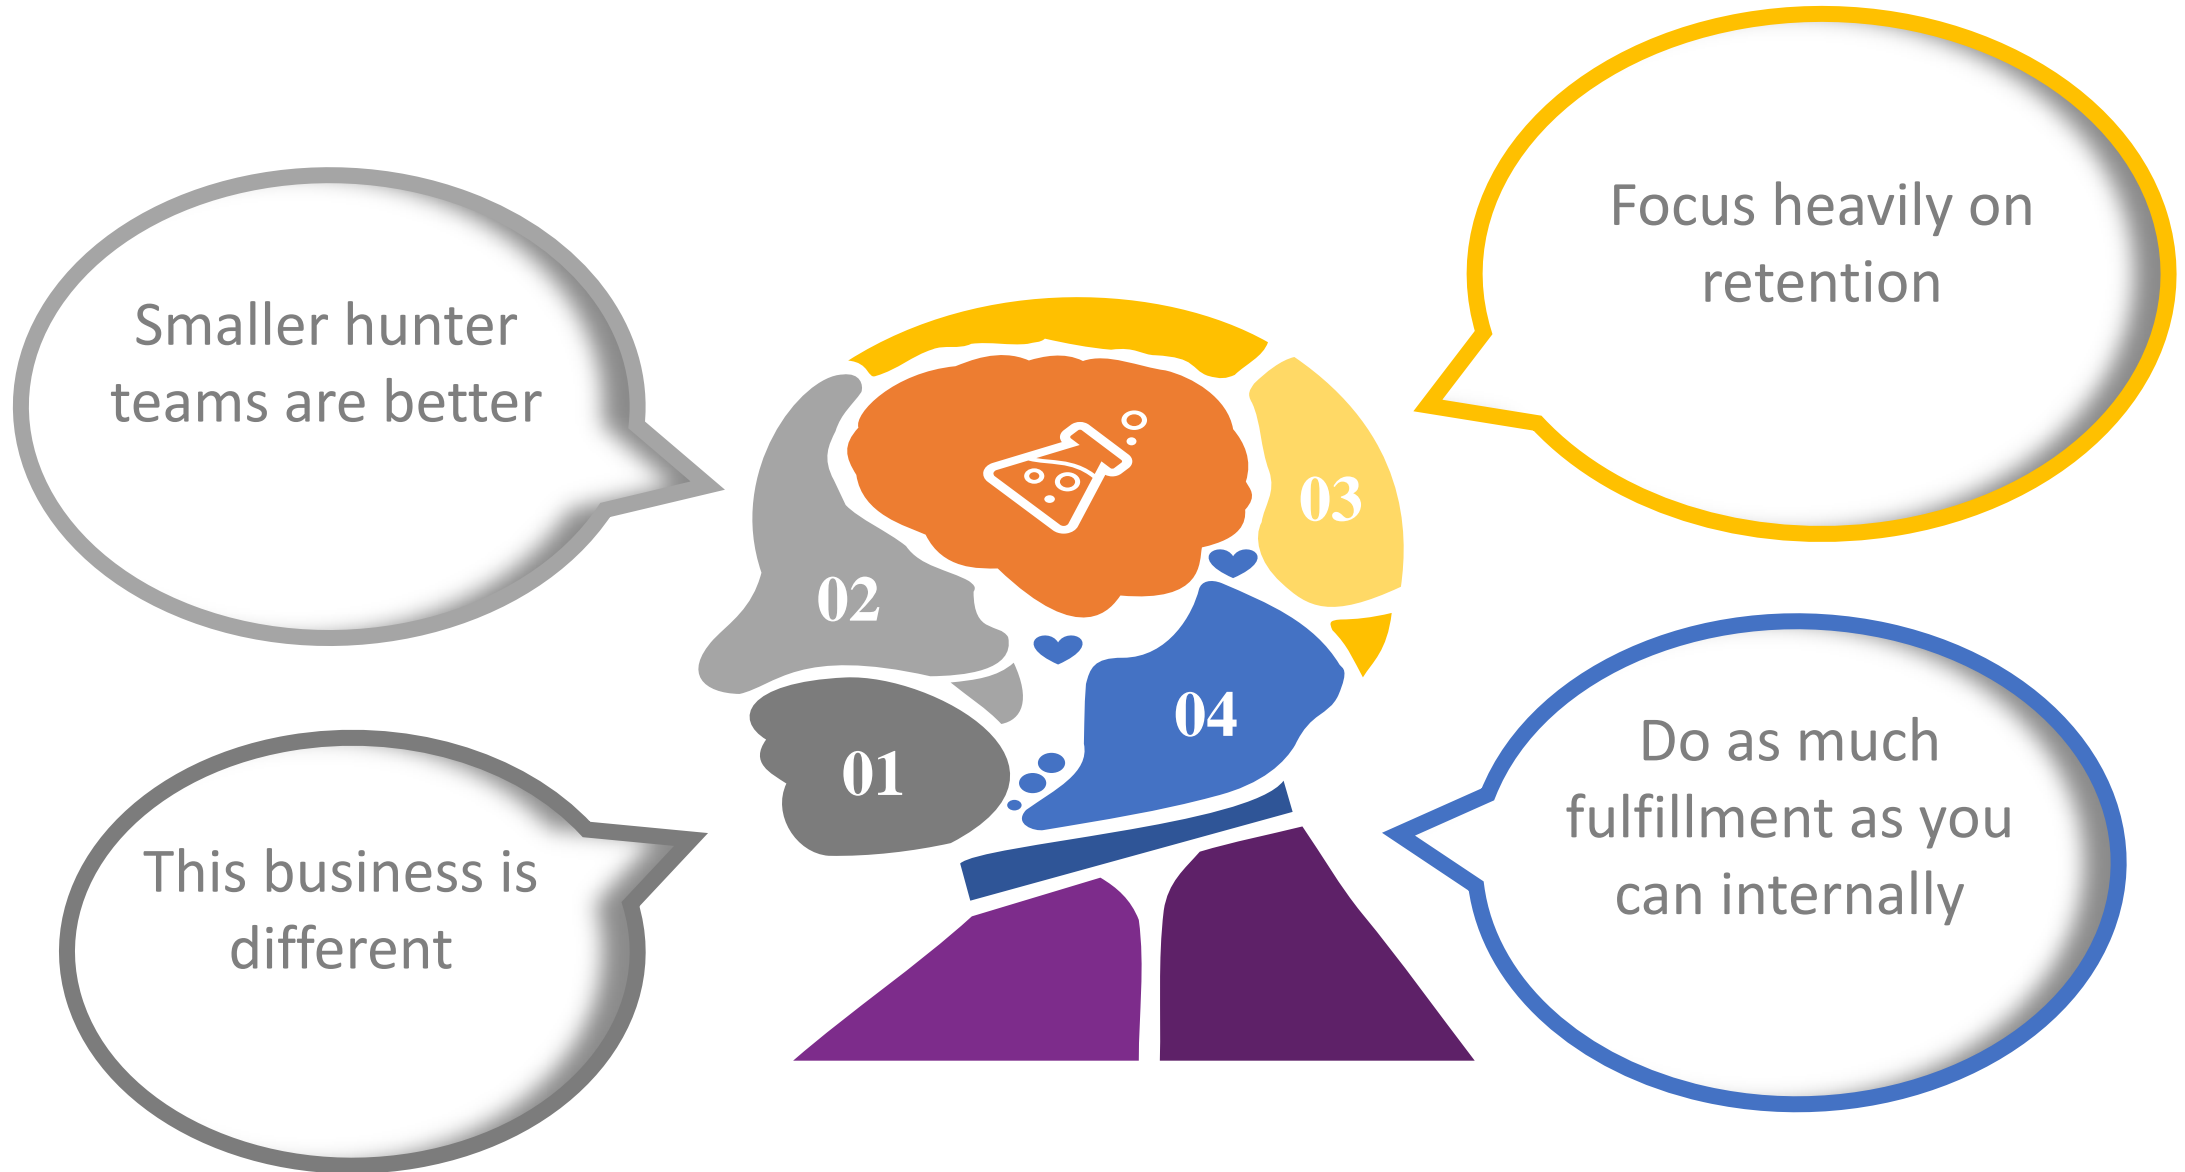 Smaller hunter
teams are better
Focus heavily on
retention
03
02
04
01
This business is
different
Do as much
fulfillment as you
can internally